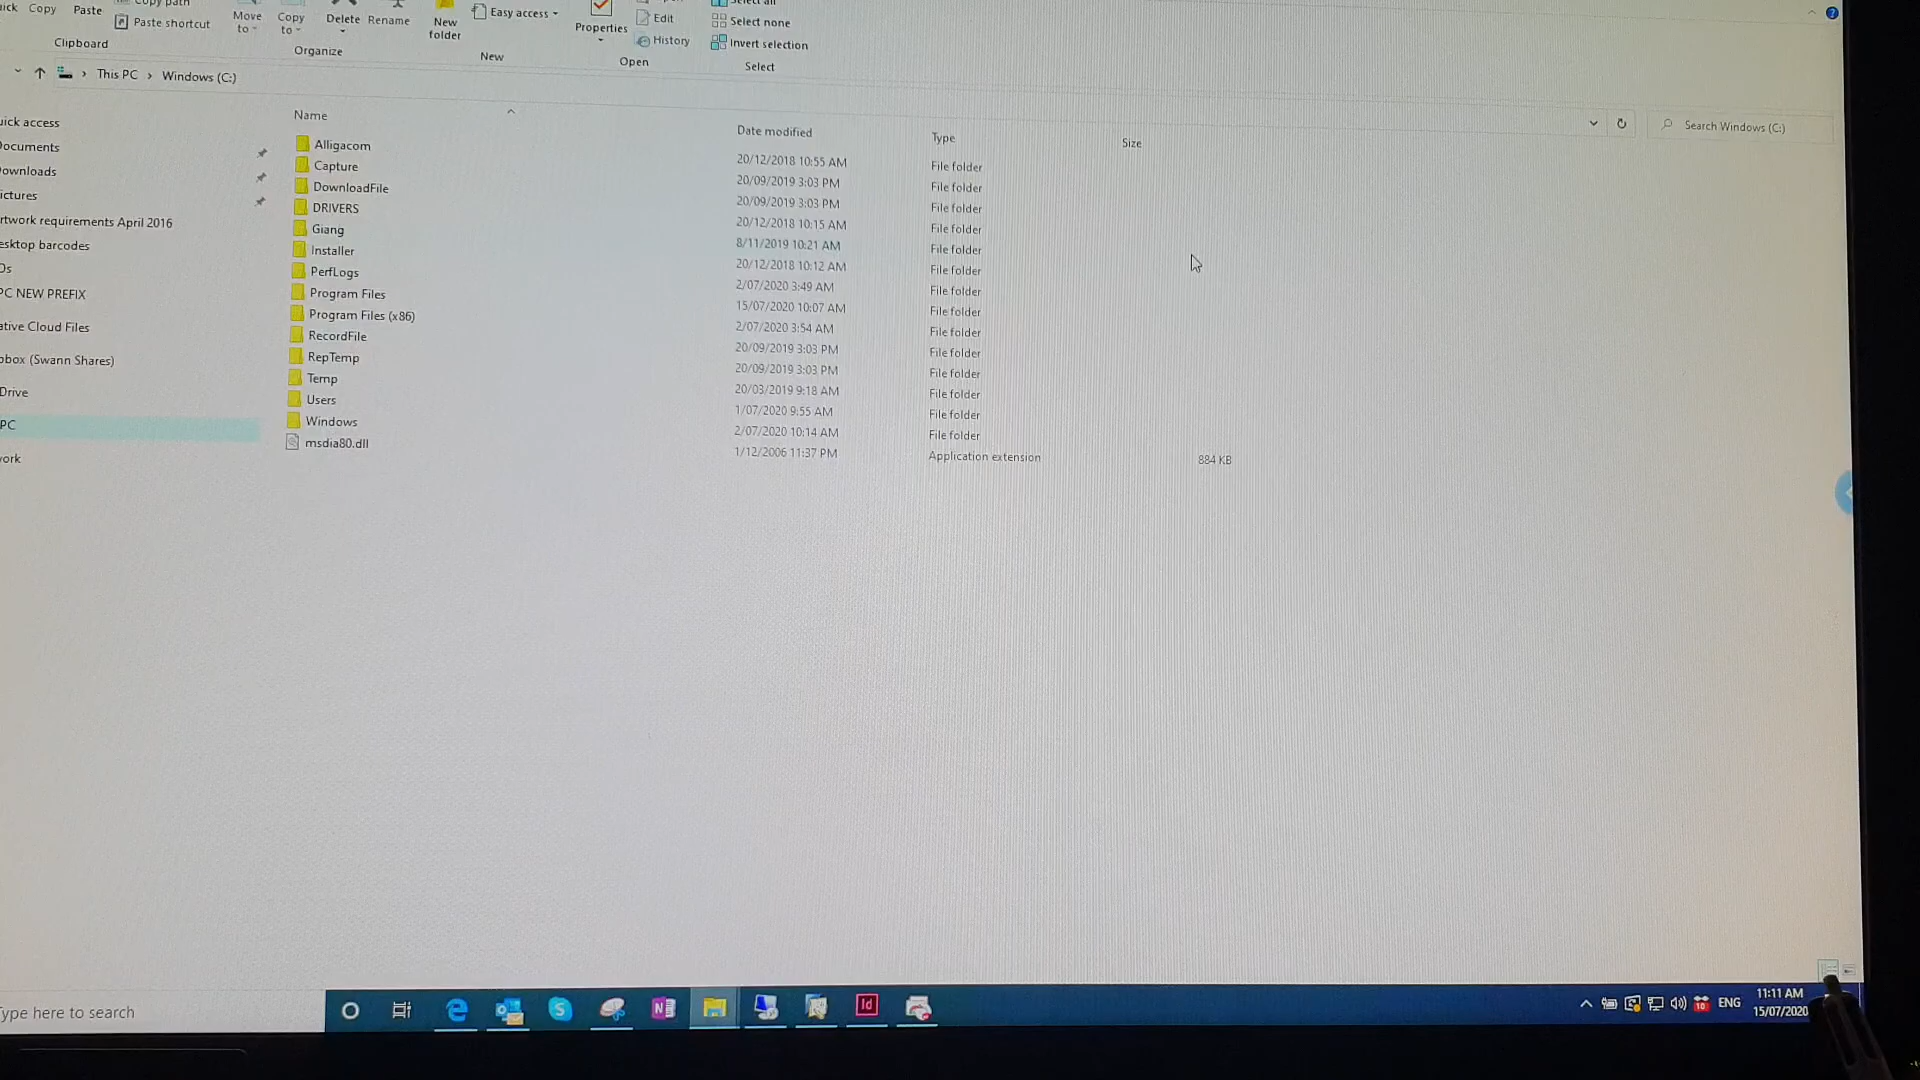 Copy
Paste
Copy path
Paste shortcut
Clipboard
Move to
Copy to
Delete
Rename
Organize
New folder
Easy access
New
Properties
Edit
History
Open
Select all
Select none
Invert selection
Select
This PC > Windows (C:)
Search Windows (C:)
uick access
ocuments
ownloads
ictures
rtwork requirements April 2016
esktop barcodes
Os
PC NEW PREFIX
ative Cloud Files
pbox (Swann Shares)
Drive
PC
vork
Name Date modified Type Size
Alligacom 20/12/2018 10:55 AM File folder
Capture 20/09/2019 3:03 PM File folder
DownloadFile 20/09/2019 3:03 PM File folder
DRIVERS 20/12/2018 10:15 AM File folder
Giang 8/11/2019 10:21 AM File folder
Installer 20/12/2018 10:12 AM File folder
PerfLogs 2/07/2020 3:49 AM File folder
Program Files 15/07/2020 10:07 AM File folder
Program Files (x86) 2/07/2020 3:54 AM File folder
RecordFile 20/09/2019 3:03 PM File folder
RepTemp 20/09/2019 3:03 PM File folder
Temp 20/03/2019 9:18 AM File folder
Users 1/07/2020 9:55 AM File folder
Windows 2/07/2020 10:14 AM File folder
msdia80.dll 1/12/2006 11:37 PM Application extension 884 KB
ype here to search
N
S
Id
10
ENG
11:11 AM
15/07/2020